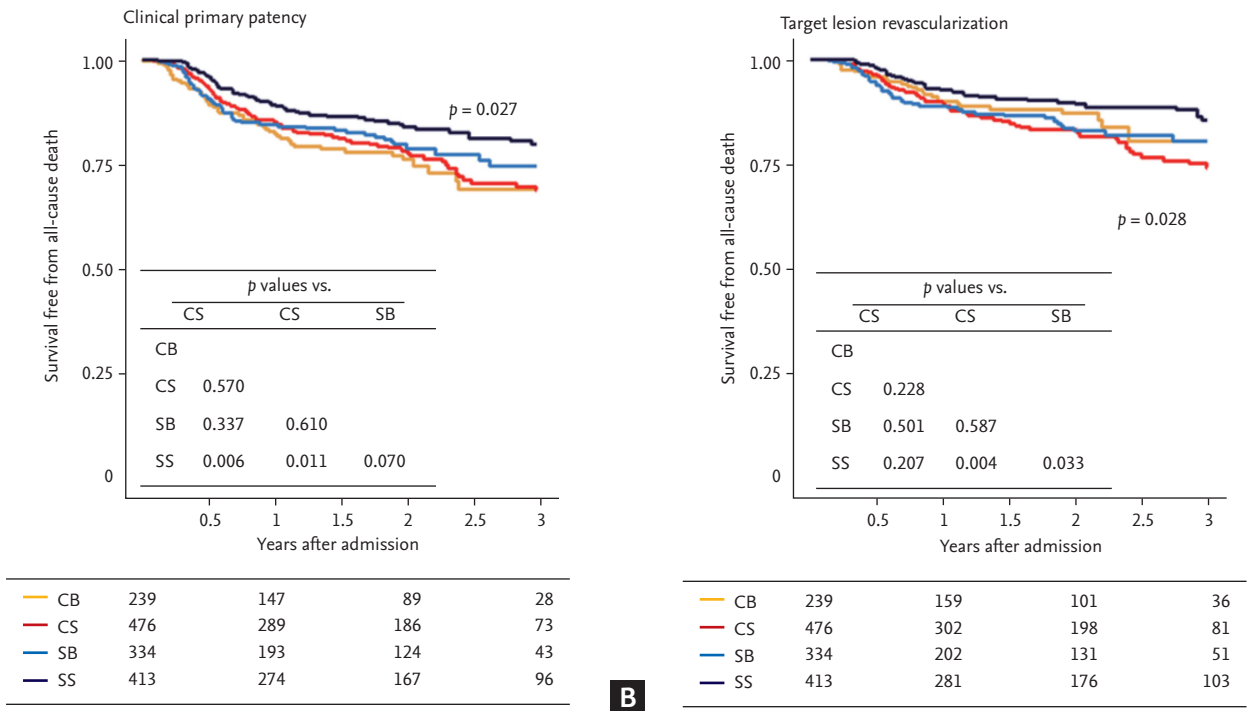 Clinical primary patency
Survival free from all-cause death
1.00
0.75
0.50
0.25
0
p = 0.027
p values vs.
CS CS SB
CB
CS 0.570
SB 0.337 0.610
SS 0.006 0.011 0.070
0.5 1 1.5 2 2.5 3
Years after admission
CB 239 147 89 28
CS 476 289 186 73
SB 334 193 124 43
SS 413 274 167 96
B
Target lesion revascularization
Survival free from all-cause death
1.00
0.75
0.50
0.25
0
p = 0.028
p values vs.
CS CS SB
CB
CS 0.228
SB 0.501 0.587
SS 0.207 0.004 0.033
0.5 1 1.5 2 2.5 3
Years after admission
CB 239 159 101 36
CS 476 302 198 81
SB 334 202 131 51
SS 413 281 176 103